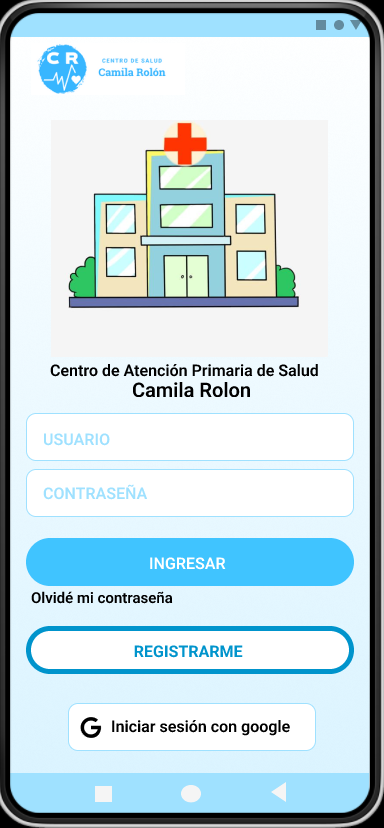 CR
CENTRO DE SALUD
Camila Rolón
Centro de Atención Primaria de Salud
Camila Rolon
USUARIO
CONTRASEÑA
INGRESAR
Olvidé mi contraseña
REGISTRARME
G Iniciar sesión con google